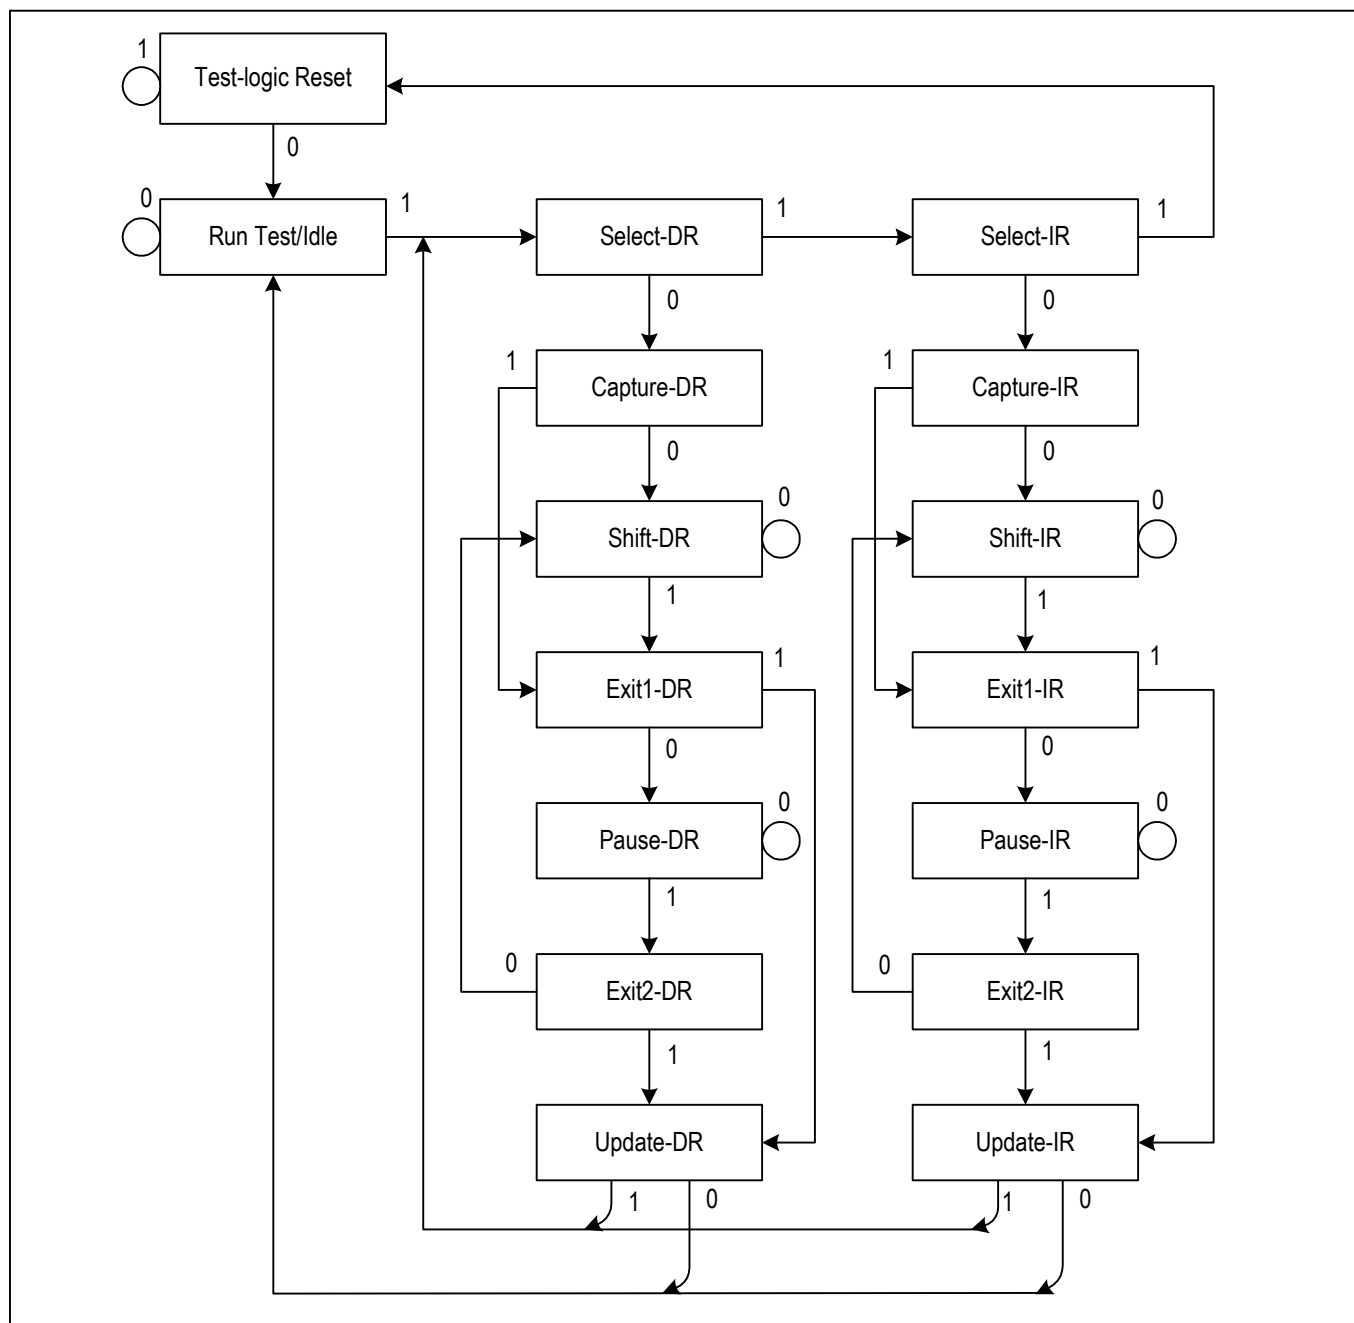 1
Test-logic Reset
0
0
Run Test/Idle
1
Select-DR
1
Select-IR
1
0
0
1
Capture-DR
1
Capture-IR
0
0
Shift-DR
0
Shift-IR
0
1
1
Exit1-DR
1
Exit1-IR
1
0
0
Pause-DR
0
Pause-IR
0
1
1
0
Exit2-DR
0
Exit2-IR
1
1
Update-DR
Update-IR
1
0
1
0